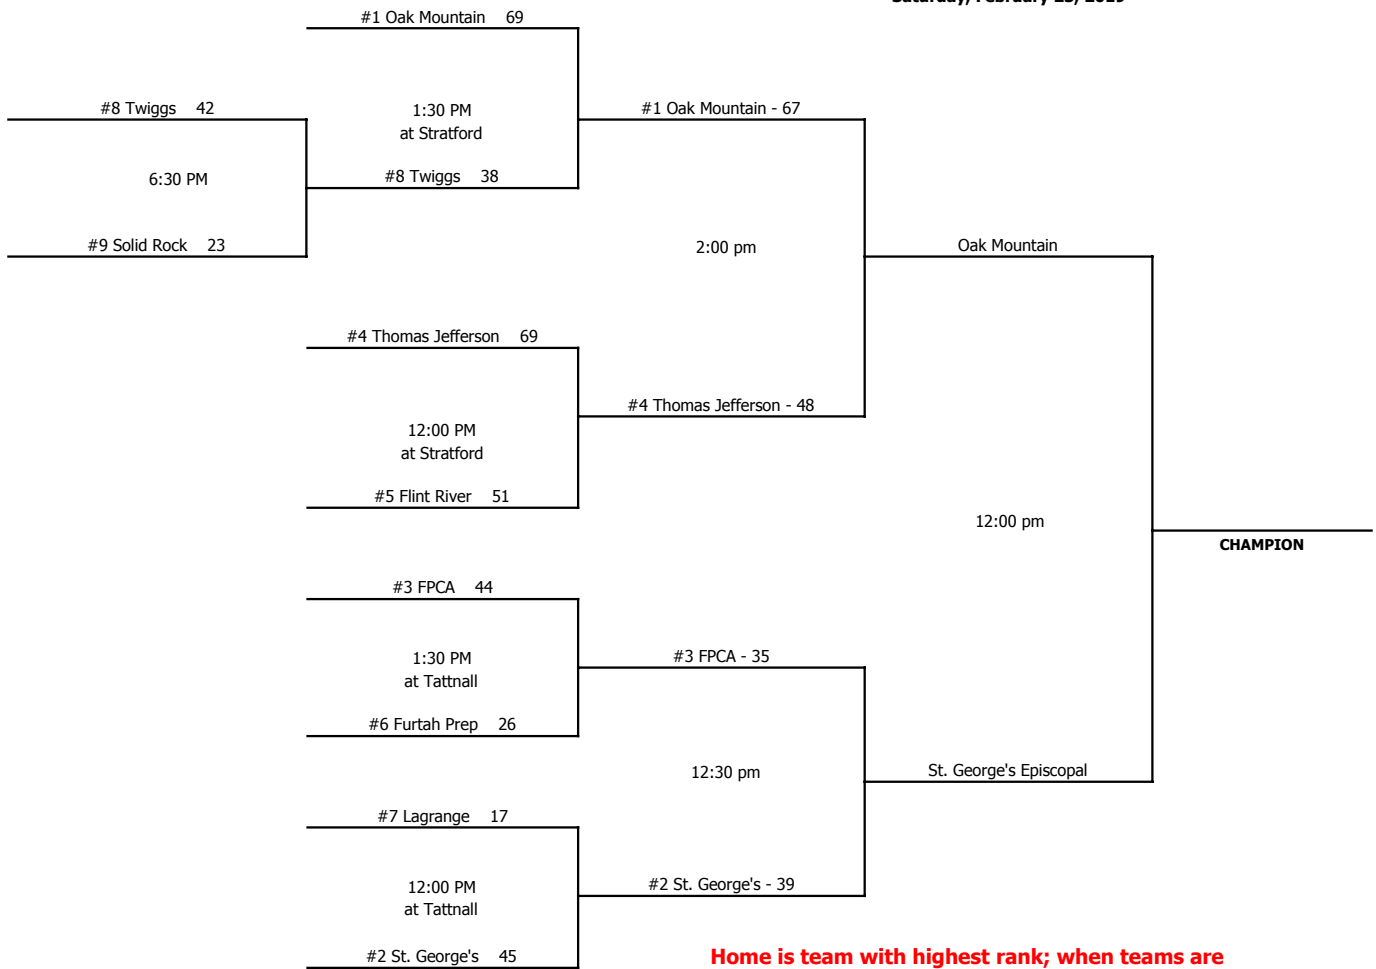 #1 Oak Mountain 69
#8 Twiggs 42
1:30 PM
at Stratford
#1 Oak Mountain - 67
6:30 PM
#8 Twiggs 38
#9 Solid Rock 23
2:00 pm
Oak Mountain
#4 Thomas Jefferson 69
12:00 PM
at Stratford
#4 Thomas Jefferson - 48
#5 Flint River 51
12:00 pm
CHAMPION
#3 FPCA 44
1:30 PM
at Tattnall
#3 FPCA - 35
#6 Furtah Prep 26
12:30 pm
St. George's Episcopal
#7 Lagrange 17
12:00 PM
at Tattnall
#2 St. George's - 39
#2 St. George's 45
Home is team with highest rank; when teams are